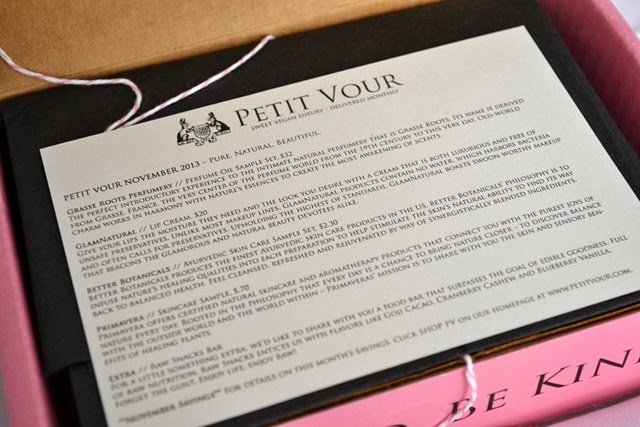 PETIT VOUR
SWEET VEGAN LUXURY - DELIVERED MONTHLY
PETIT VOUR NOVEMBER 2013 – PURE. NATURAL. BEAUTIFUL.
GRASSE ROOTS PERFUMERY // PERFUME OIL SAMPLE SET, $32
THE PERFECT INTRODUCTORY EXPERIENCE TO THE INTIMATE NATURAL PERFUMERY THAT IS GRASSE ROOTS. ITS NAME IS DERIVED
FROM GRASSE, FRANCE, THE VERY CENTER OF THE PERFUME WORLD FROM THE 19TH CENTURY TO THIS VERY DAY. OLD-WORLD
CHARM WORKS IN HARMONY WITH NATURE'S ESSENCES TO CREATE THE MOST AWAKENING OF SCENTS.
GLAMNATURAL // LIP CREAM, $20
GIVE YOUR LIPS THE MOISTURE THEY NEED AND THE LOOK YOU DESIRE WITH A CREAM THAT IS BOTH LUXURIOUS AND FREE OF
UNSAFE PRESERVATIVES. UNLIKE MOST MAKEUP LINES, GLAMNATURAL PRODUCTS CONTAIN NO WATER, WHICH HARBORS BACTERIA
AND OFTEN CALLS FOR PRESERVATIVES. UPHOLDING THE HIGHEST OF STANDARDS, GLAMNATURAL BOASTS SWOON-WORTHY MAKEUP
THAT BEACONS THE GLAMOROUS AND NATURAL BEAUTY DEVOTEES ALIKE.
BETTER BOTANICALS // AYURVEDIC SKIN CARE SAMPLE SET, $2.30
BETTER BOTANICALS PRODUCES THE FINEST AYURVEDIC SKIN CARE PRODUCTS IN THE US. BETTER BOTANICALS' PHILOSOPHY IS TO
INFUSE NATURE'S HEALING QUALITIES INTO EACH PREPARATION TO HELP STIMULATE THE SKIN'S NATURAL ABILITY TO FIND ITS WAY
BACK TO BALANCED HEALTH. FEEL CLEANSED, REFRESHED AND REJUVENATED BY WAY OF SYNERGISTICALLY BLENDED INGREDIENTS.
PRIMAVERA // SKINCARE SAMPLE, $.70
PRIMAVERA OFFERS CERTIFIED NATURAL SKINCARE AND AROMATHERAPY PRODUCTS THAT CONNECT YOU WITH THE PUREST JOYS OF
NATURE EVERY DAY. ROOTED IN THE PHILOSOPHY THAT EVERY DAY IS A CHANCE TO BRING NATURE CLOSER – TO DISCOVER BALANCE
WITH THE OUTSIDE WORLD AND THE WORLD WITHIN – PRIMAVERAS' MISSION IS TO SHARE WITH YOU THE SKIN AND SENSORY BEN-
EFITS OF HEALING PLANTS.
EXTRA // RAW SNACKS BAR
FOR A LITTLE SOMETHING EXTRA, WE'D LIKE TO SHARE WITH YOU A FOOD BAR THAT SURPASSES THE GOAL OF EDIBLE GOODNESS. FULL
OF RAW NUTRITION, RAW SNACKS ENTICES US WITH FLAVORS LIKE GOJI CACAO, CRANBERRY CASHEW AND BLUEBERRY VANILLA.
FORGET THE GUILT. ENJOY LIFE. ENJOY RAW!
**NOVEMBER SAVINGS** FOR DETAILS ON THIS MONTH'S SAVINGS, CLICK SHOP PV ON OUR HOMEPAGE AT WWW.PETITVOUR.COM.
BE KIN